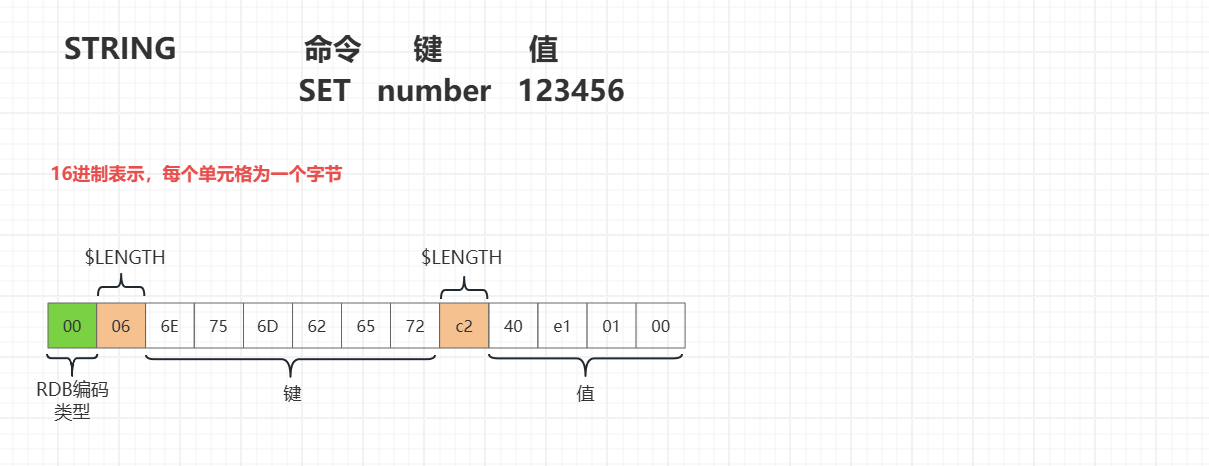 STRING 命令 键 值
SET number 123456
16进制表示，每个单元格为一个字节
$LENGTH $LENGTH
00 06 6E 75 6D 62 65 72 c2 40 e1 01 00
RDB编码 键 值
类型